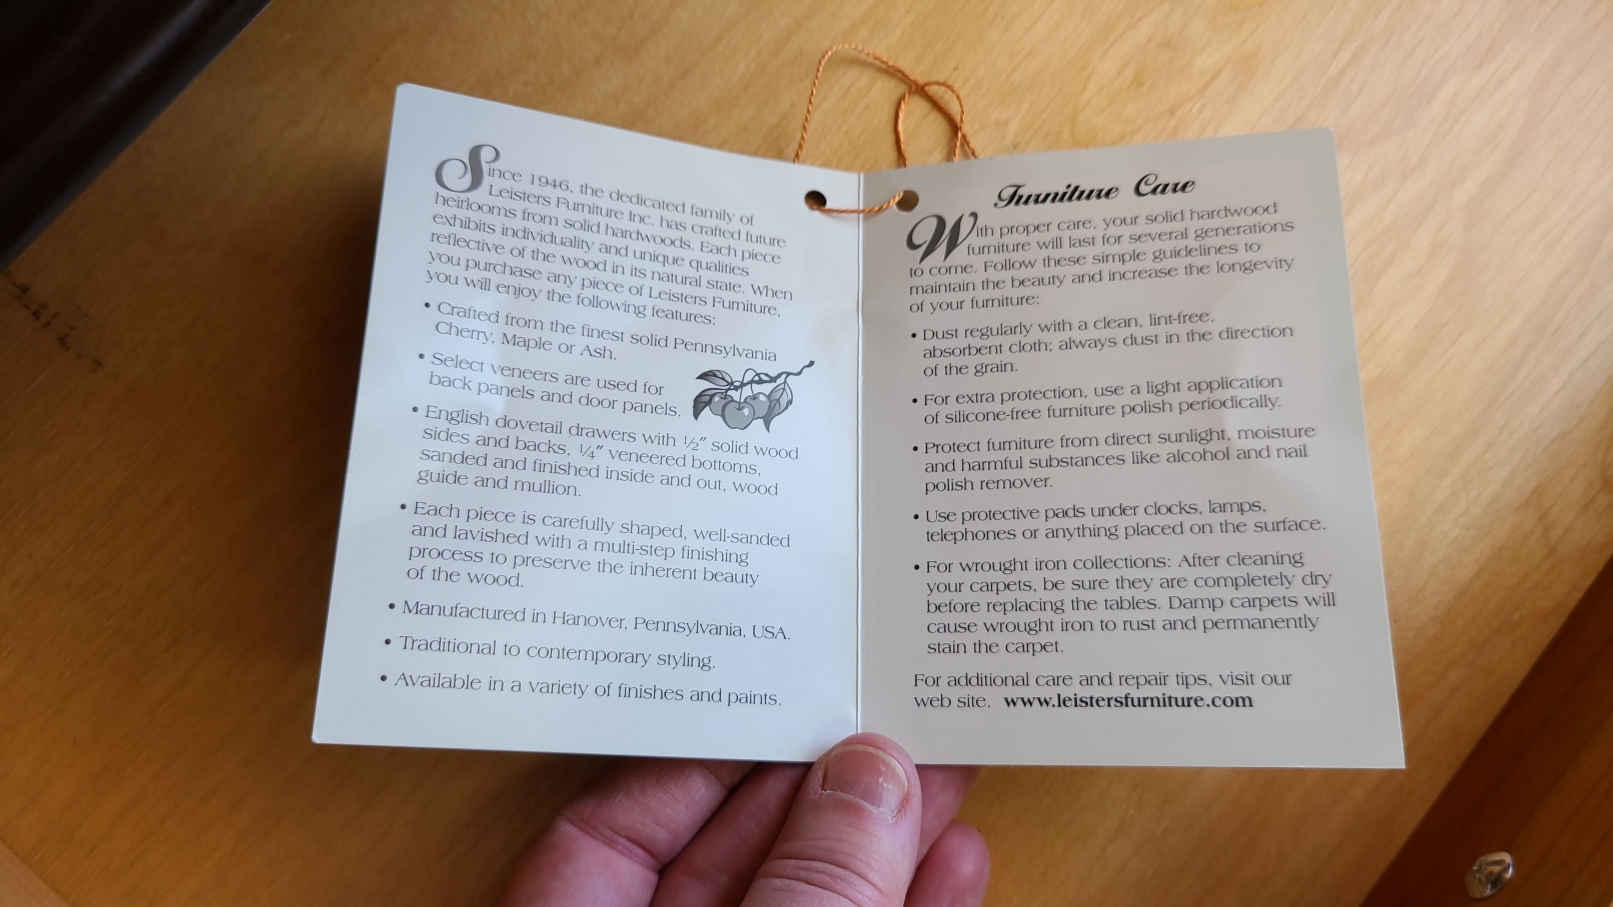 Since 1946, the dedicated family of
Leisters Furniture Inc. has crafted future
heirlooms from solid hardwoods. Each piece
exhibits individuality and unique qualities
reflective of the wood in its natural state. When
you purchase any piece of Leisters Furniture,
you will enjoy the following features:
• Crafted from the finest solid Pennsylvania
Cherry, Maple or Ash.
• Select veneers are used for
back panels and door panels.
• English dovetail drawers with ½" solid wood
sides and backs, ¼" veneered bottoms,
sanded and finished inside and out, wood
guide and mullion.
• Each piece is carefully shaped, well-sanded
and lavished with a multi-step finishing
process to preserve the inherent beauty
of the wood.
• Manufactured in Hanover, Pennsylvania, USA.
• Traditional to contemporary styling.
• Available in a variety of finishes and paints.
Furniture Care
With proper care, your solid hardwood
furniture will last for several generations
to come. Follow these simple guidelines to
maintain the beauty and increase the longevity
of your furniture:
• Dust regularly with a clean, lint-free,
absorbent cloth; always dust in the direction
of the grain.
• For extra protection, use a light application
of silicone-free furniture polish periodically.
• Protect furniture from direct sunlight, moisture
and harmful substances like alcohol and nail
polish remover.
• Use protective pads under clocks, lamps,
telephones or anything placed on the surface.
• For wrought iron collections: After cleaning
your carpets, be sure they are completely dry
before replacing the tables. Damp carpets will
cause wrought iron to rust and permanently
stain the carpet.
For additional care and repair tips, visit our
web site. www.leistersfurniture.com